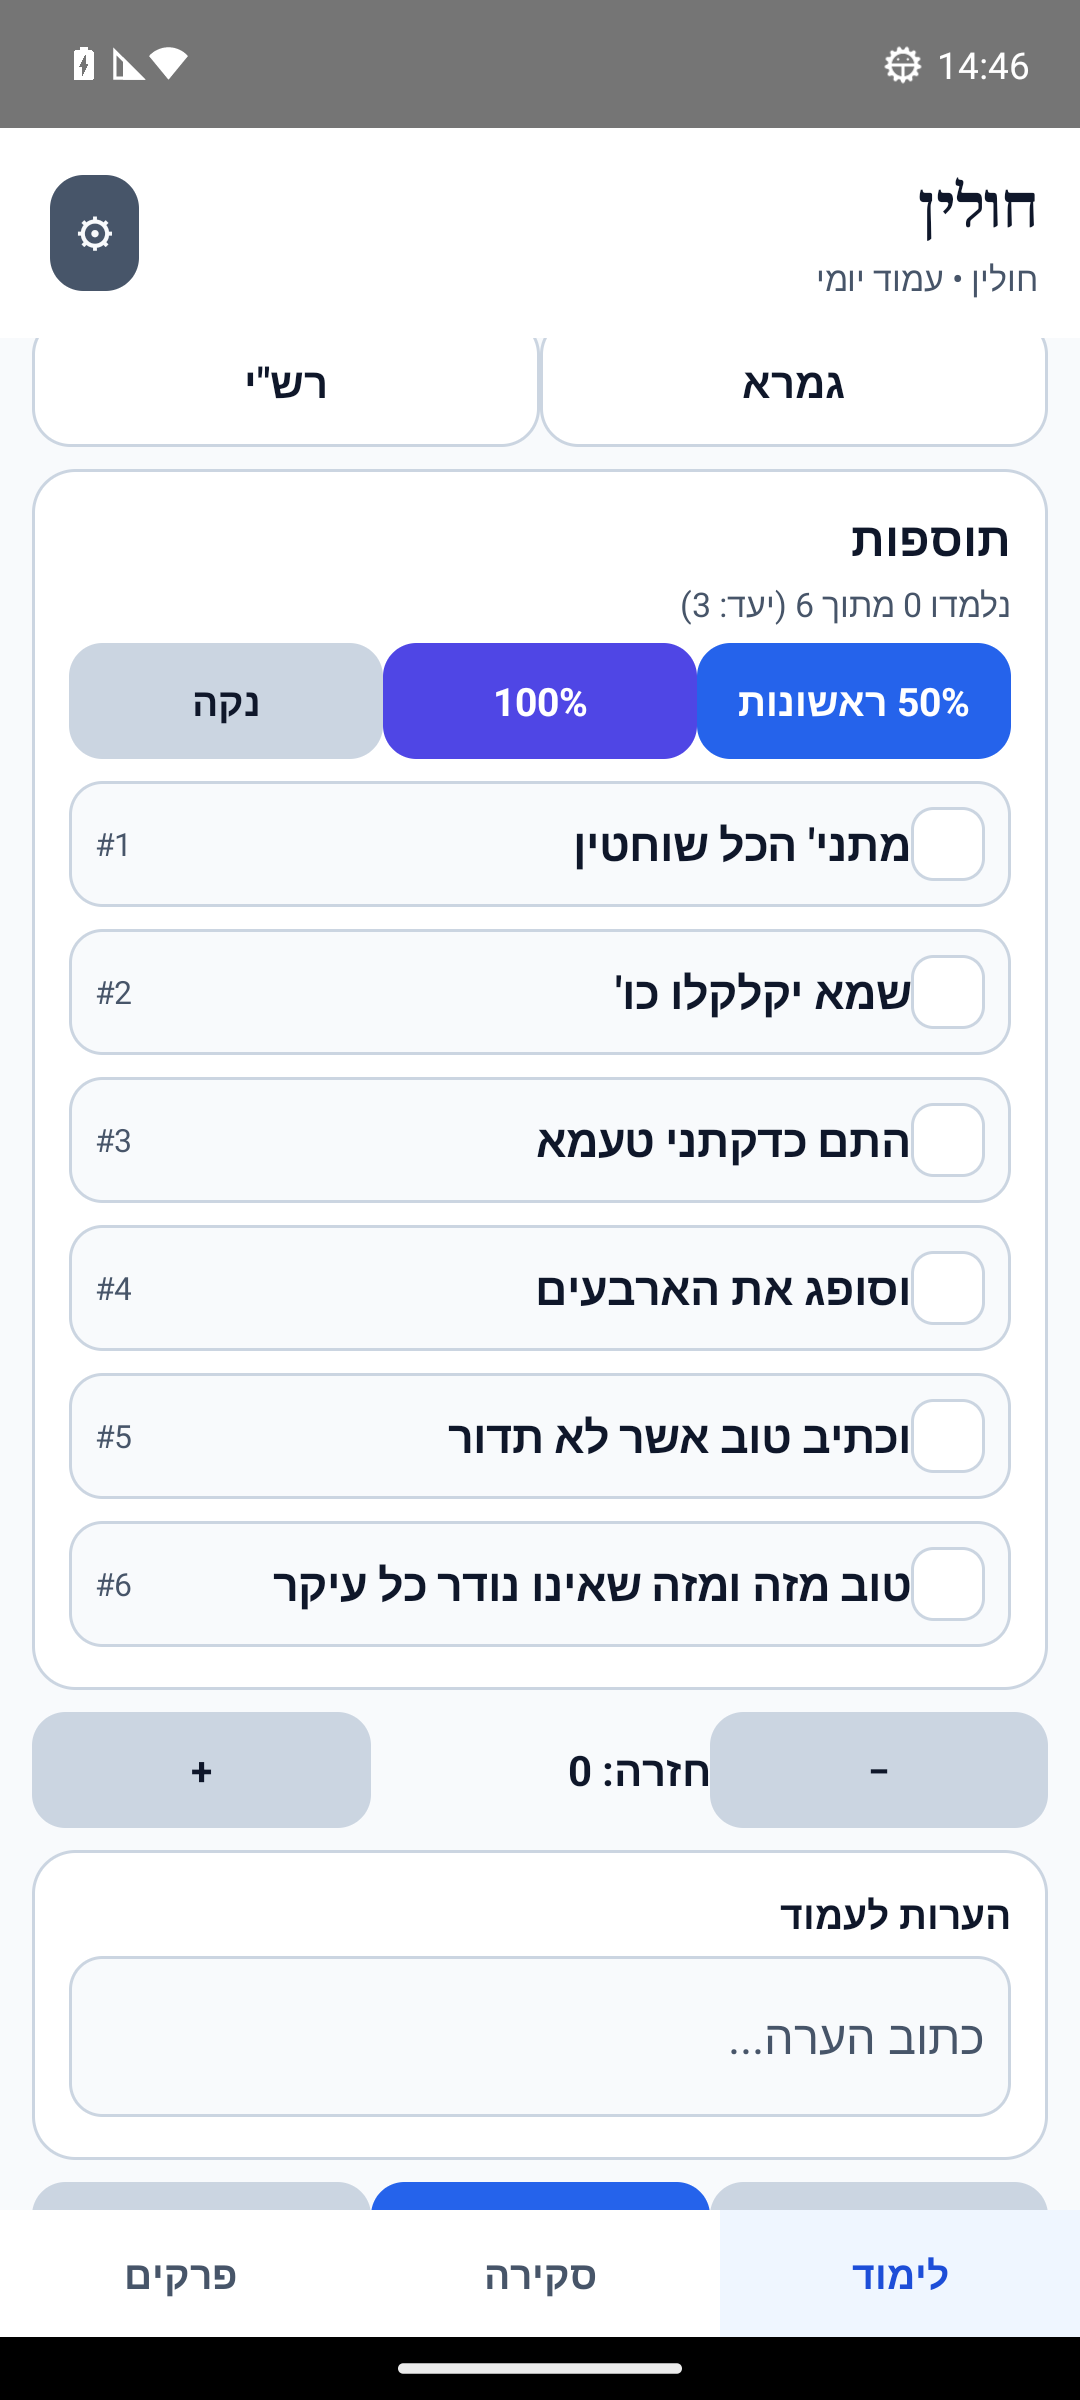 14:46
חולין
חולין • עמוד יומי
גמרא
רש"י
תוספות
נלמדו 0 מתוך 6 (יעד: 3)
50% ראשונות
100%
נקה
מתני' הכל שוחטין
#1
שמא יקלקלו כו'
#2
התם כדקתני טעמא
#3
וסופג את הארבעים
#4
וכתיב טוב אשר לא תדור
#5
טוב מזה ומזה שאינו נודר כל עיקר
#6
−
חזרה: 0
+
הערות לעמוד
כתוב הערה...
לימוד
סקירה
פרקים